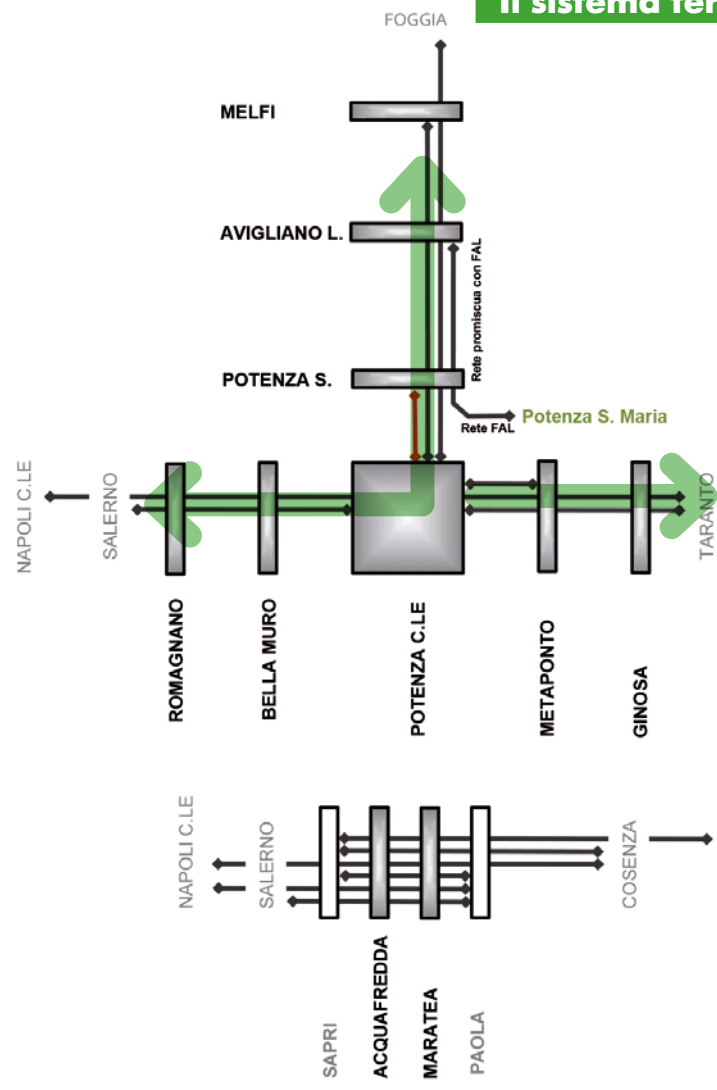 Il sistema
FOGGIA
MELFI
AVIGLIANO L.
Rete promiscua con FAL
POTENZA S.
Potenza S. Maria
Rete FAL
NAPOLI C.LE
SALERNO
TARANTO
ROMAGNANO
BELLA MURO
POTENZA C.LE
METAPONTO
GINOSA
NAPOLI C.LE
SALERNO
COSENZA
SAPRI
ACQUAFREDDA
MARATEA
PAOLA